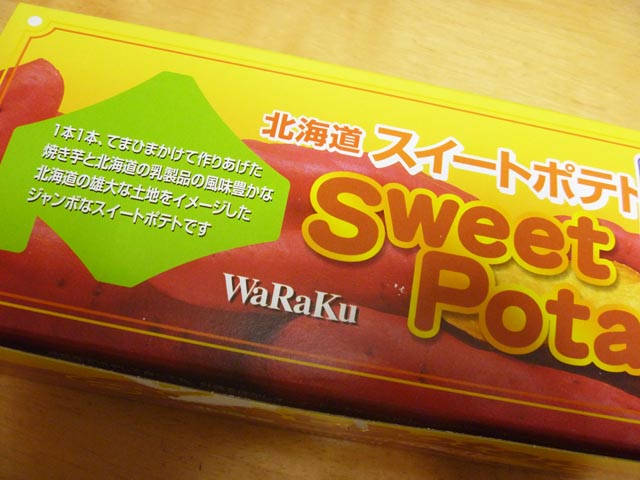 1本1本、てまひまかけて作りあげた
焼き芋と北海道の乳製品の風味豊かな
北海道の雄大な土地をイメージした
ジャンボなスイートポテトです
北海道 スイートポテト
Sweet
Pota
WaRaKu